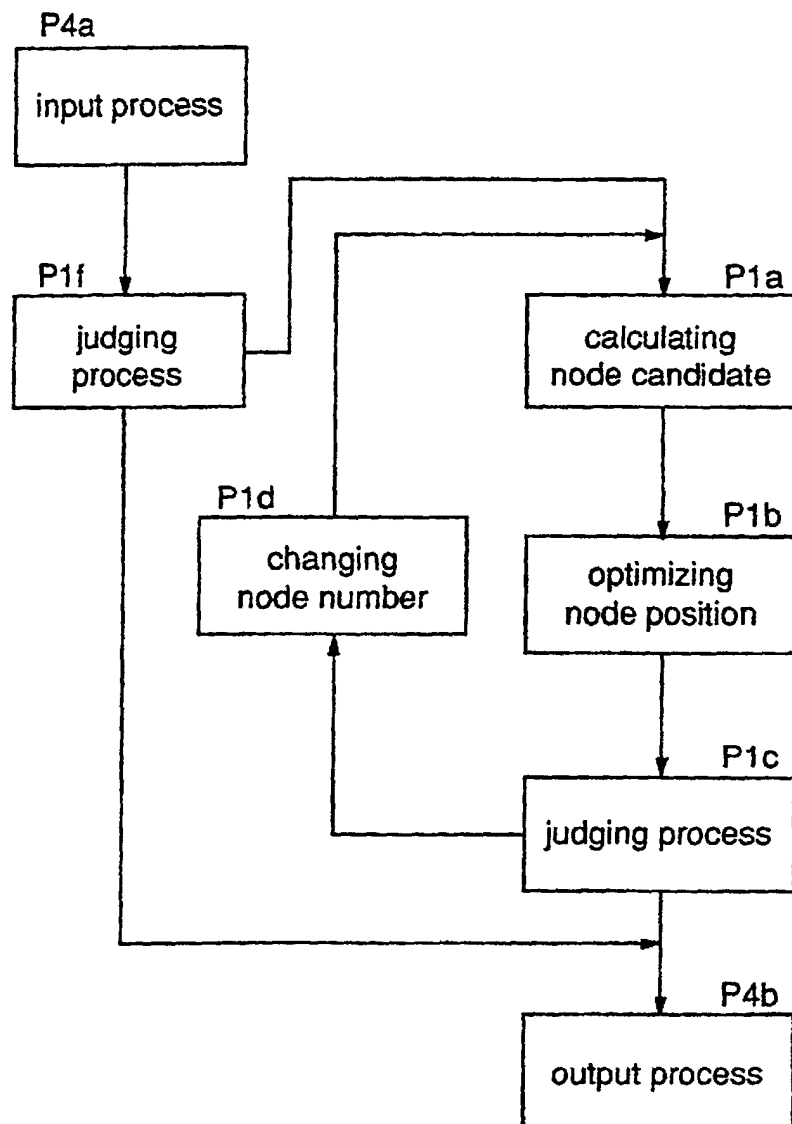 P4a
input process
P1f
judging
process
P1a
calculating
node candidate
P1d
changing
node number
P1b
optimizing
node position
P1c
judging process
P4b
output process